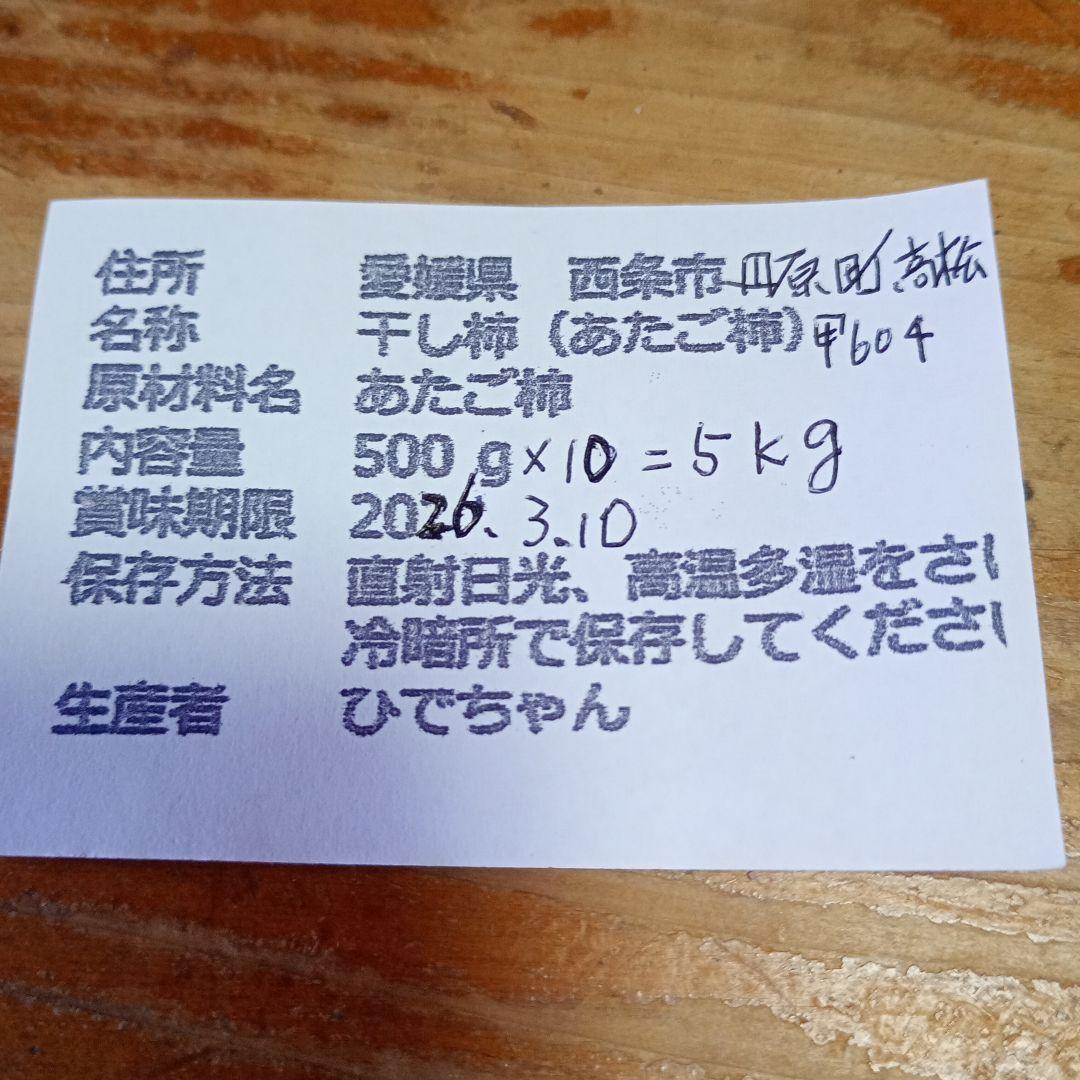 住所 愛媛県 西条市丹原町高松
名称 干し柿（あたご柿）甲604
原材料名 あたご柿
内容量 500g×10=5kg
賞味期限 2026.3.10
保存方法 直射日光、高温多湿をさけ
冷暗所で保存してくださ
生産者 ひでちゃん